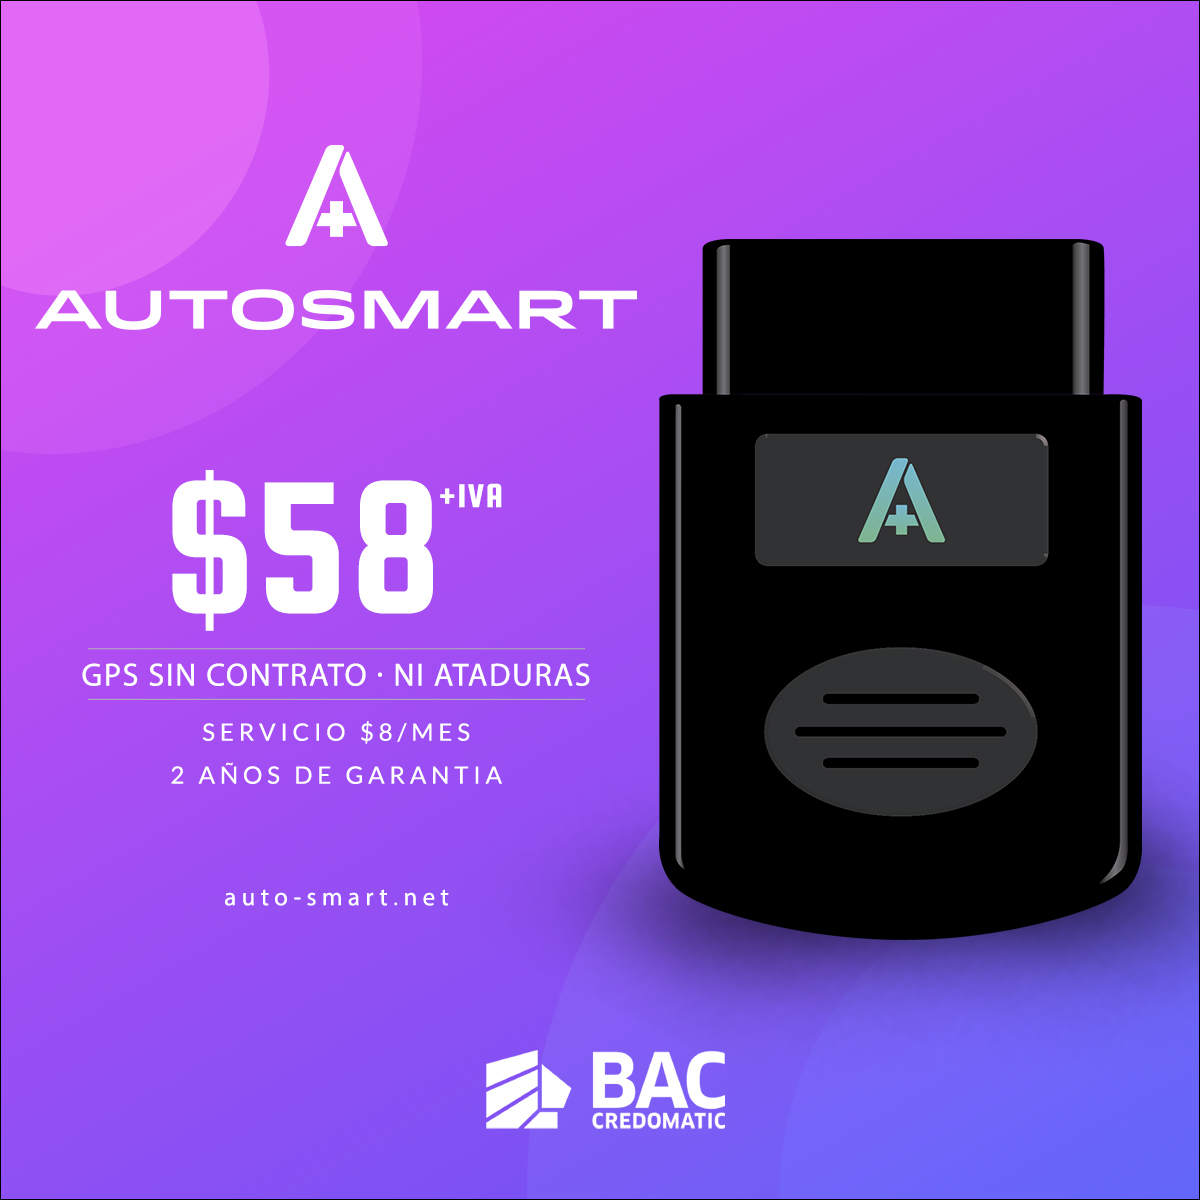 AUTOSMART
$58 +IVA
GPS SIN CONTRATO · NI ATADURAS
SERVICIO $8/MES
2 AÑOS DE GARANTIA
auto-smart.net
BAC
CREDOMATIC